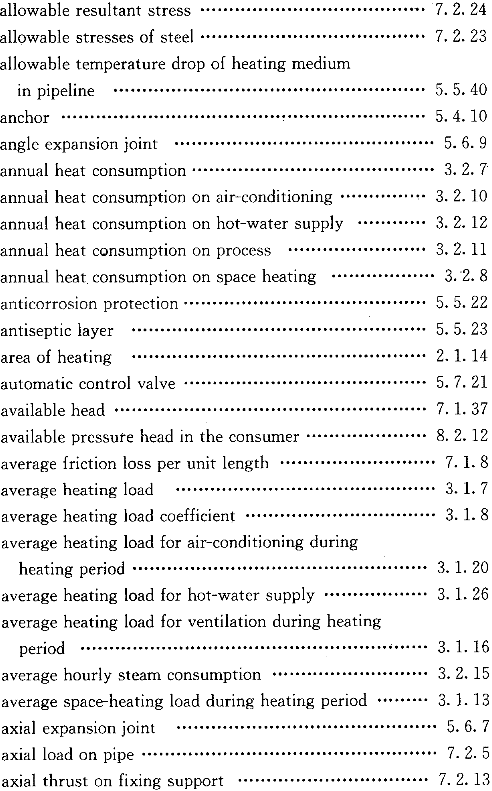 allowable resultant stress ………………………………… 7. 2. 24
allowable stresses of steel ………………………………… 7. 2. 23
allowable temperature drop of heating medium
in pipeline ………………………………………………… 5. 5. 40
anchor ………………………………………………………… 5. 4. 10
angle expansion joint ……………………………………… 5. 6. 9
annual heat consumption …………………………………… 3. 2. 7
annual heat consumption on air-conditioning …………… 3. 2. 10
annual heat consumption on hot-water supply ………… 3. 2. 12
annual heat consumption on process …………………… 3. 2. 11
annual heat consumption on space heating ……………… 3. 2. 8
anticorrosion protection …………………………………… 5. 5. 22
antiseptic layer ……………………………………………… 5. 5. 23
area of heating ……………………………………………… 2. 1. 14
automatic control valve …………………………………… 5. 7. 21
available head ……………………………………………… 7. 1. 37
available pressure head in the consumer ………………… 8. 2. 12
average friction loss per unit length ……………………… 7. 1. 8
average heating load ……………………………………… 3. 1. 7
average heating load coefficient ………………………… 3. 1. 8
average heating load for air-conditioning during
heating period ……………………………………………… 3. 1. 20
average heating load for hot-water supply ……………… 3. 1. 26
average heating load for ventilation during heating
period ……………………………………………………… 3. 1. 16
average hourly steam consumption ……………………… 3. 2. 15
average space-heating load during heating period ……… 3. 1. 13
axial expansion joint ……………………………………… 5. 6. 7
axial load on pipe …………………………………………… 7. 2. 5
axial thrust on fixing support …………………………… 7. 2. 13